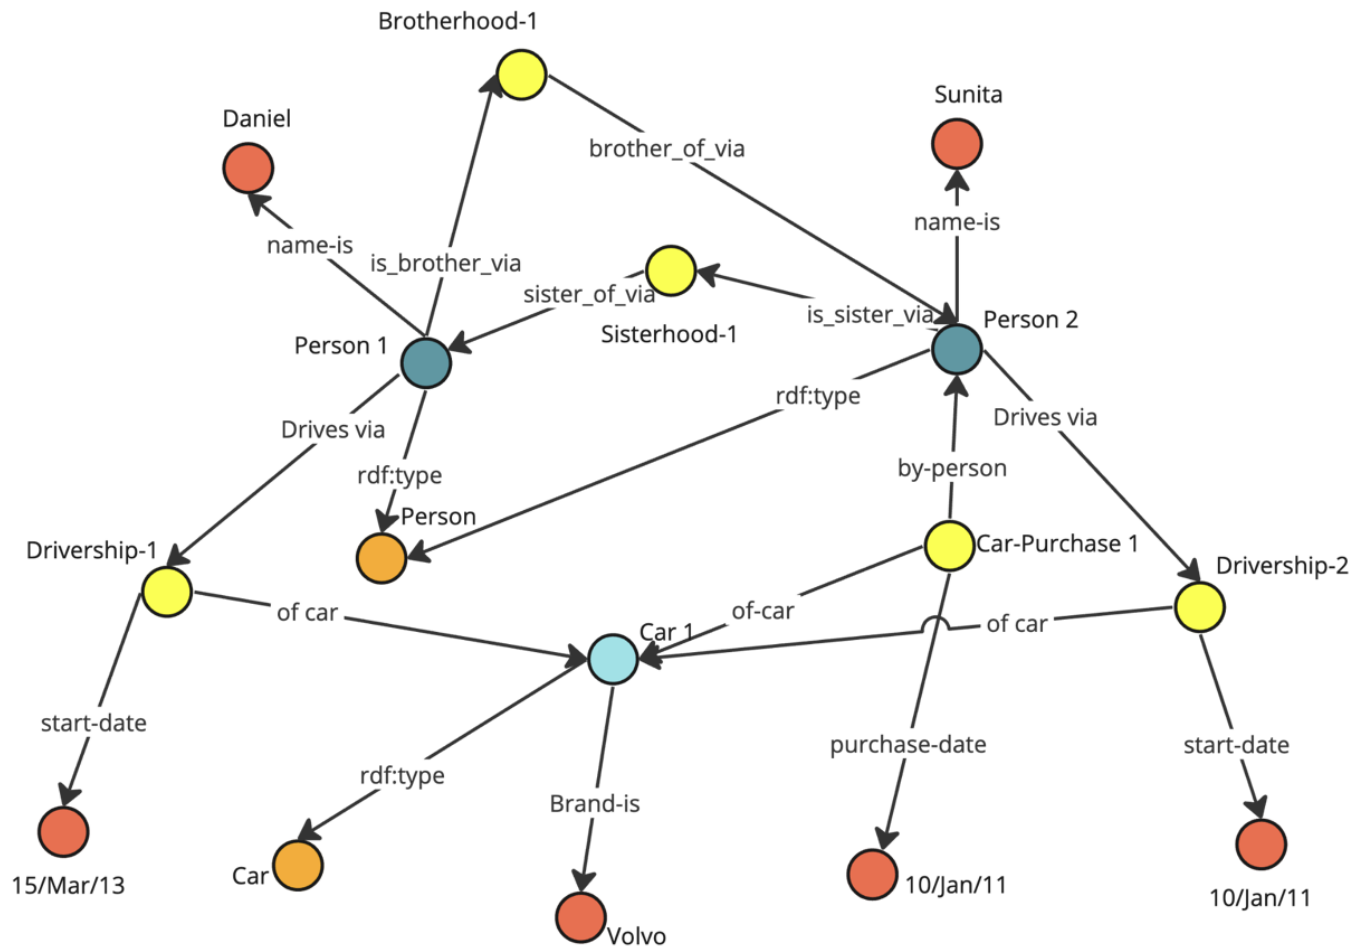 Brotherhood-1
Sunita
Daniel
brother_of_via
name-is
name-is
is_brother_via
sister_of_via
is_sister_via
Person 2
Sisterhood-1
Person 1
rdf:type
Drives via
Drives via
by-person
rdf:type
Person
Car-Purchase 1
Drivership-1
Drivership-2
of car
of-car
of car
Car 1
start-date
purchase-date
start-date
rdf:type
Brand-is
Car
15/Mar/13
10/Jan/11
10/Jan/11
Volvo